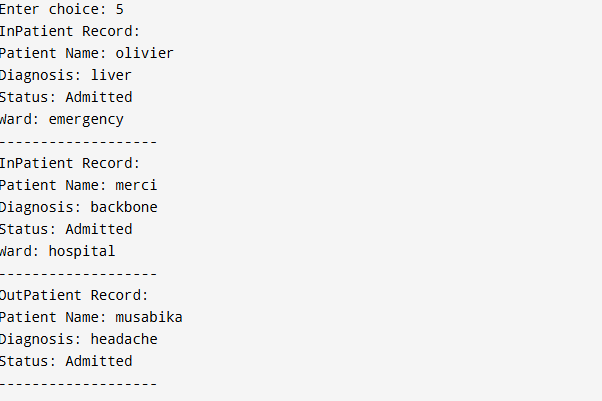 Enter choice: 5
InPatient Record:
Patient Name: olivier
Diagnosis: liver
Status: Admitted
Ward: emergency
-------------------
InPatient Record:
Patient Name: merci
Diagnosis: backbone
Status: Admitted
Ward: hospital
-------------------
OutPatient Record:
Patient Name: musabika
Diagnosis: headache
Status: Admitted
-------------------